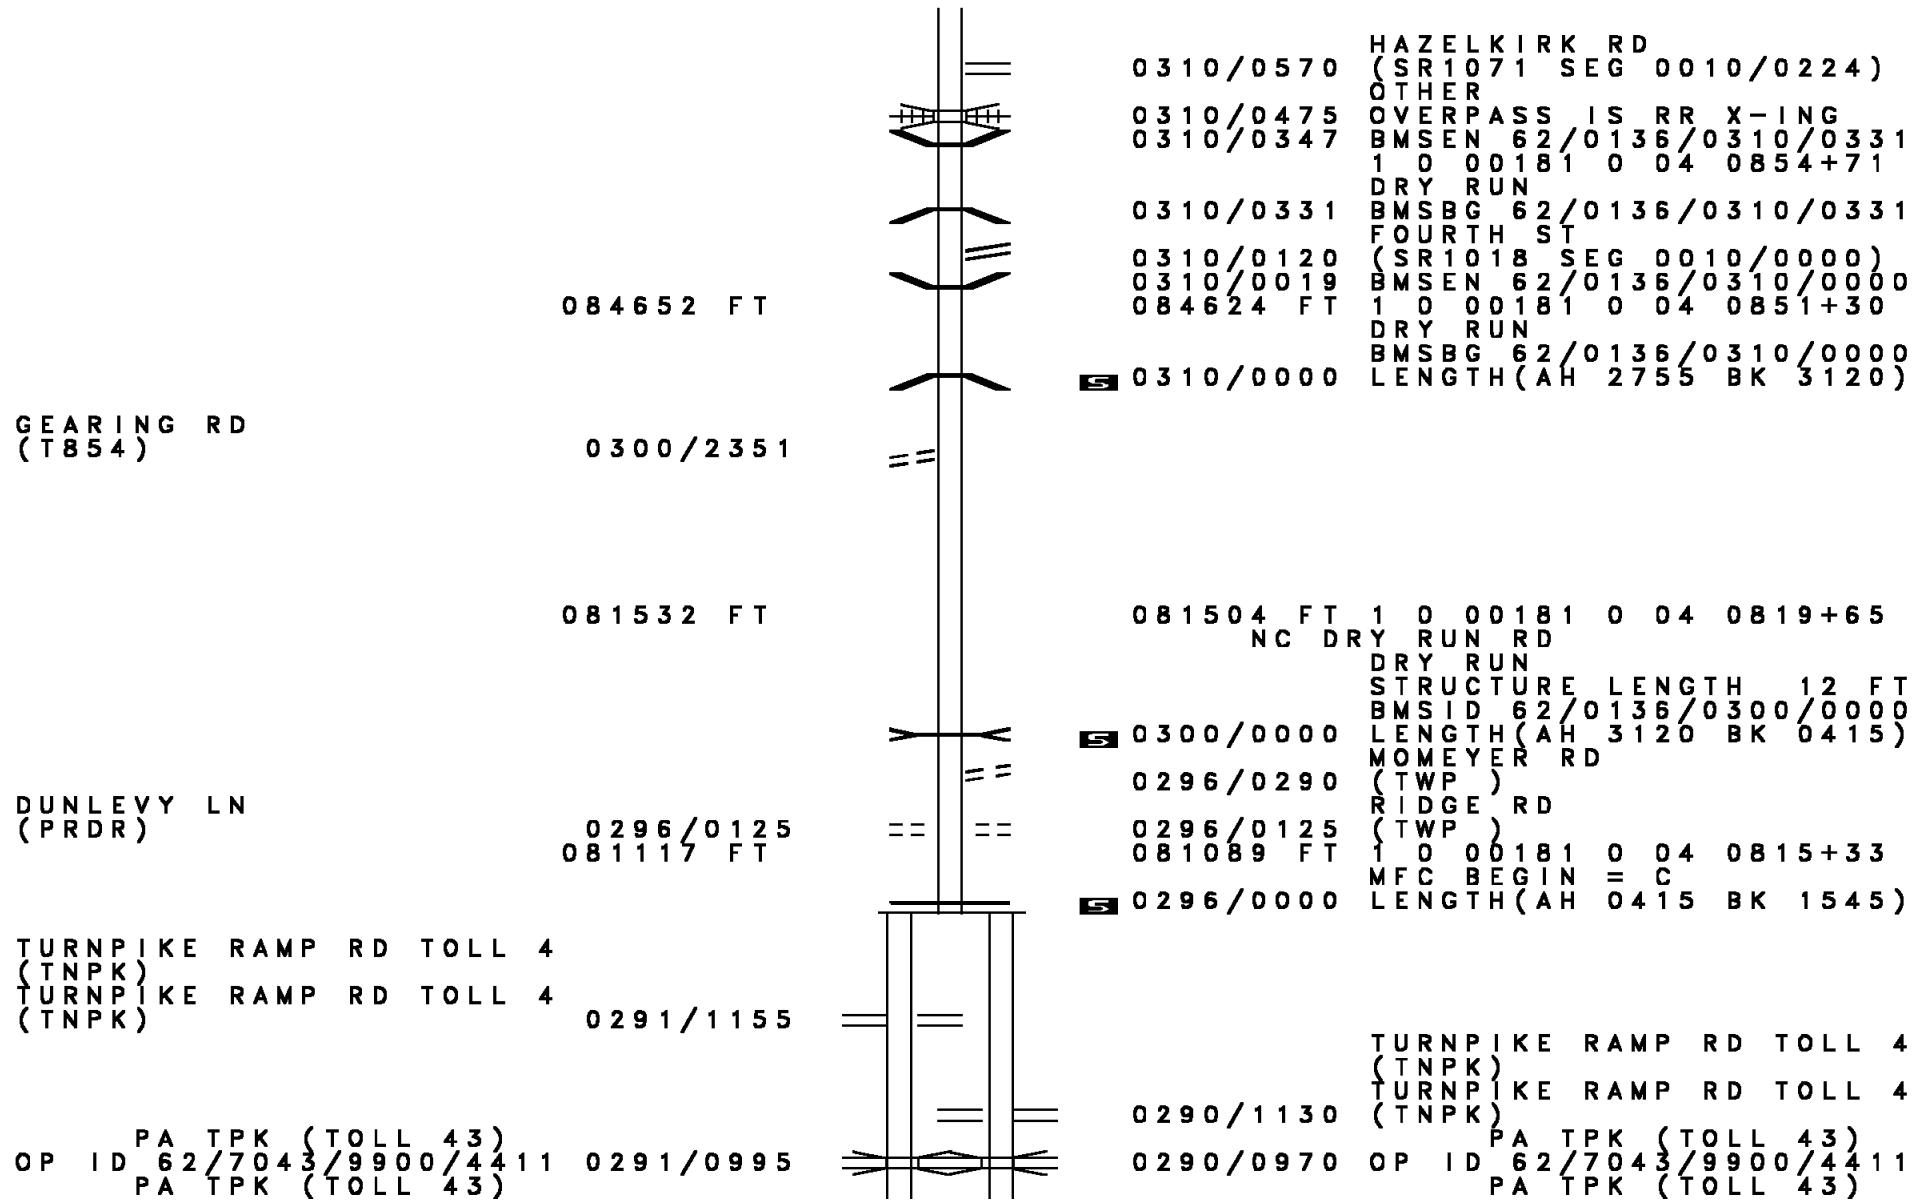 HAZELKIRK RD
0310/0570 (SR1071 SEG 0010/0224)
OTHER
0310/0475 OVERPASS IS RR X-ING
0310/0347 BMSEN 62/0136/0310/0331
1 0 00181 0 04 0854+71
DRY RUN
0310/0331 BMSBG 62/0136/0310/0331
FOURTH ST
0310/0120 (SR1018 SEG 0010/0000)
0310/0019 BMSEN 62/0136/0310/0000
084652 FT 084624 FT 1 0 00181 0 04 0851+30
DRY RUN
BMSBG 62/0136/0310/0000
S 0310/0000 LENGTH(AH 2755 BK 3120)
GEARING RD
(T854) 0300/2351
081532 FT 081504 FT 1 0 00181 0 04 0819+65
NC DRY RUN RD
DRY RUN
STRUCTURE LENGTH 12 FT
BMSID 62/0136/0300/0000
S 0300/0000 LENGTH(AH 3120 BK 0415)
MOMEYER RD
0296/0290 (TWP )
DUNLEVY LN RIDGE RD
(PRDR) 0296/0125 0296/0125 (TWP )
081117 FT 081089 FT 1 0 00181 0 04 0815+33
MFC BEGIN = C
S 0296/0000 LENGTH(AH 0415 BK 1545)
TURNPIKE RAMP RD TOLL 4
(TNPK)
TURNPIKE RAMP RD TOLL 4
(TNPK) 0291/1155
TURNPIKE RAMP RD TOLL 4
(TNPK)
TURNPIKE RAMP RD TOLL 4
0290/1130 (TNPK)
PA TPK (TOLL 43) PA TPK (TOLL 43)
OP ID 62/7043/9900/4411 0291/0995 0290/0970 OP ID 62/7043/9900/4411
PA TPK (TOLL 43) PA TPK (TOLL 43)